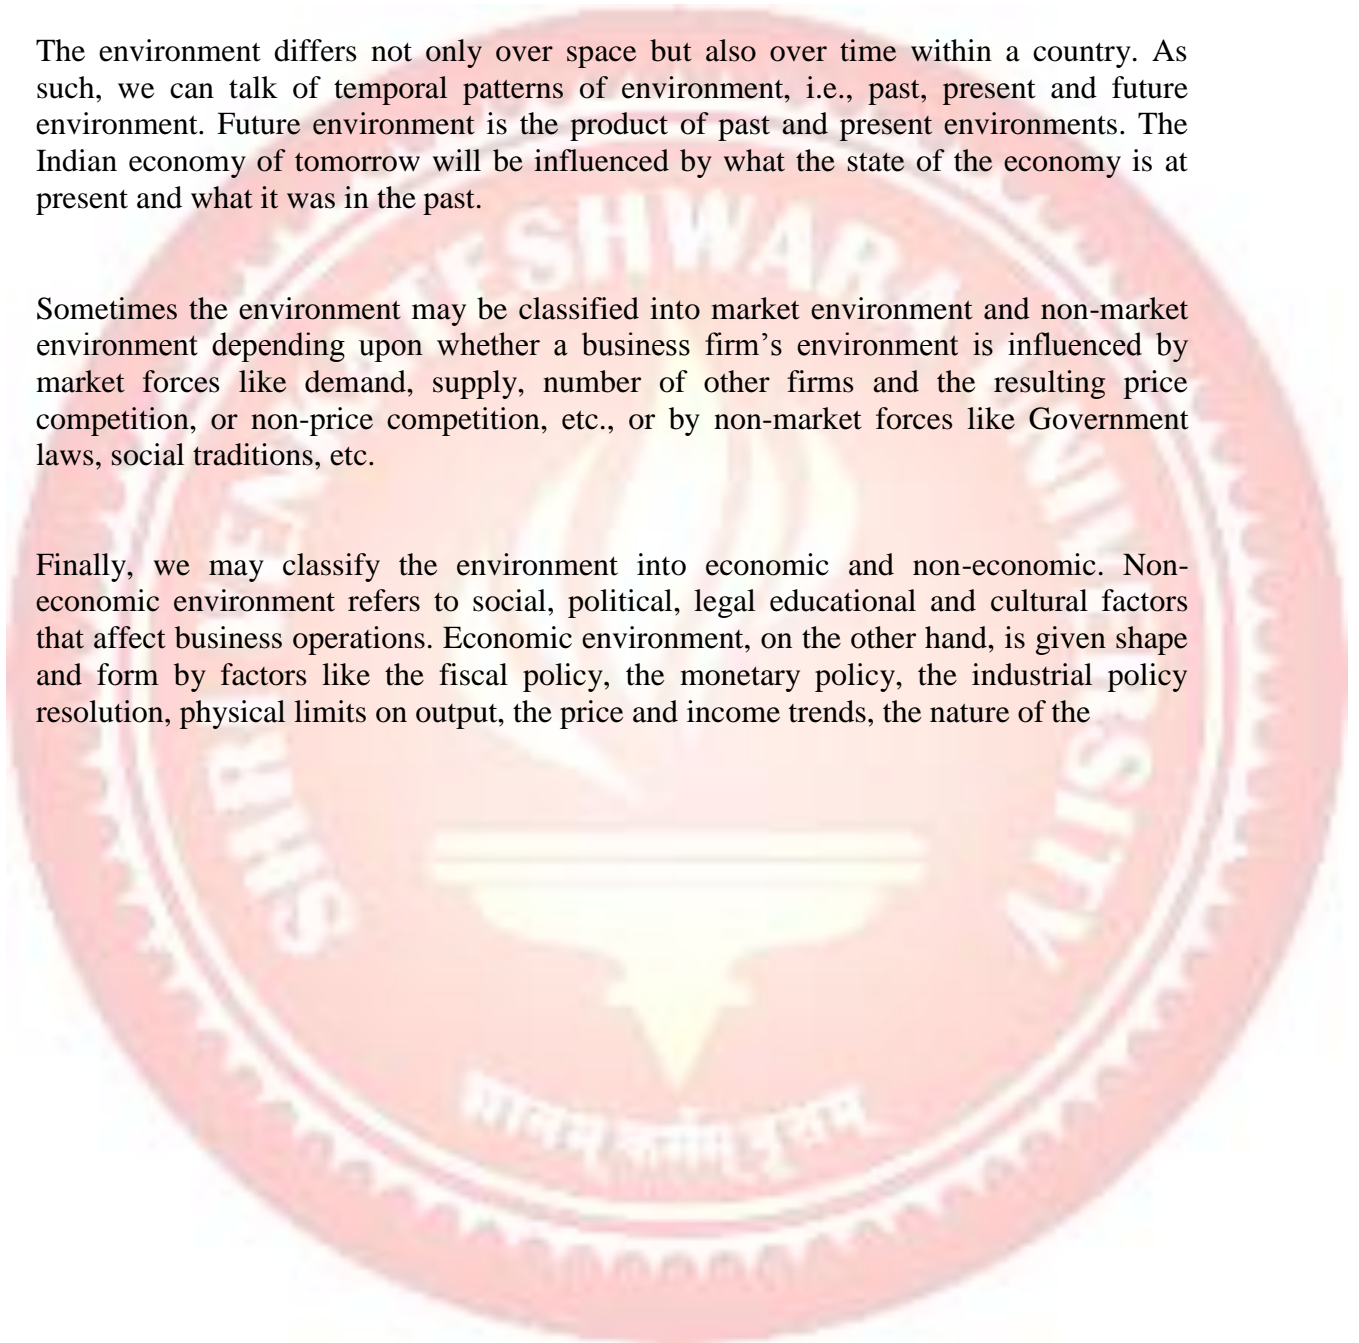 The environment differs not only over space but also over time within a country. As
such, we can talk of temporal patterns of environment, i.e., past, present and future
environment. Future environment is the product of past and present environments. The
Indian economy of tomorrow will be influenced by what the state of the economy is at
present and what it was in the past.
Sometimes the environment may be classified into market environment and non-market
environment depending upon whether a business firm’s environment is influenced by
market forces like demand, supply, number of other firms and the resulting price
competition, or non-price competition, etc., or by non-market forces like Government
laws, social traditions, etc.
Finally, we may classify the environment into economic and non-economic. Non-
economic environment refers to social, political, legal educational and cultural factors
that affect business operations. Economic environment, on the other hand, is given shape
and form by factors like the fiscal policy, the monetary policy, the industrial policy
resolution, physical limits on output, the price and income trends, the nature of the
SHRI VENKATESHWARA UNIVERSITY